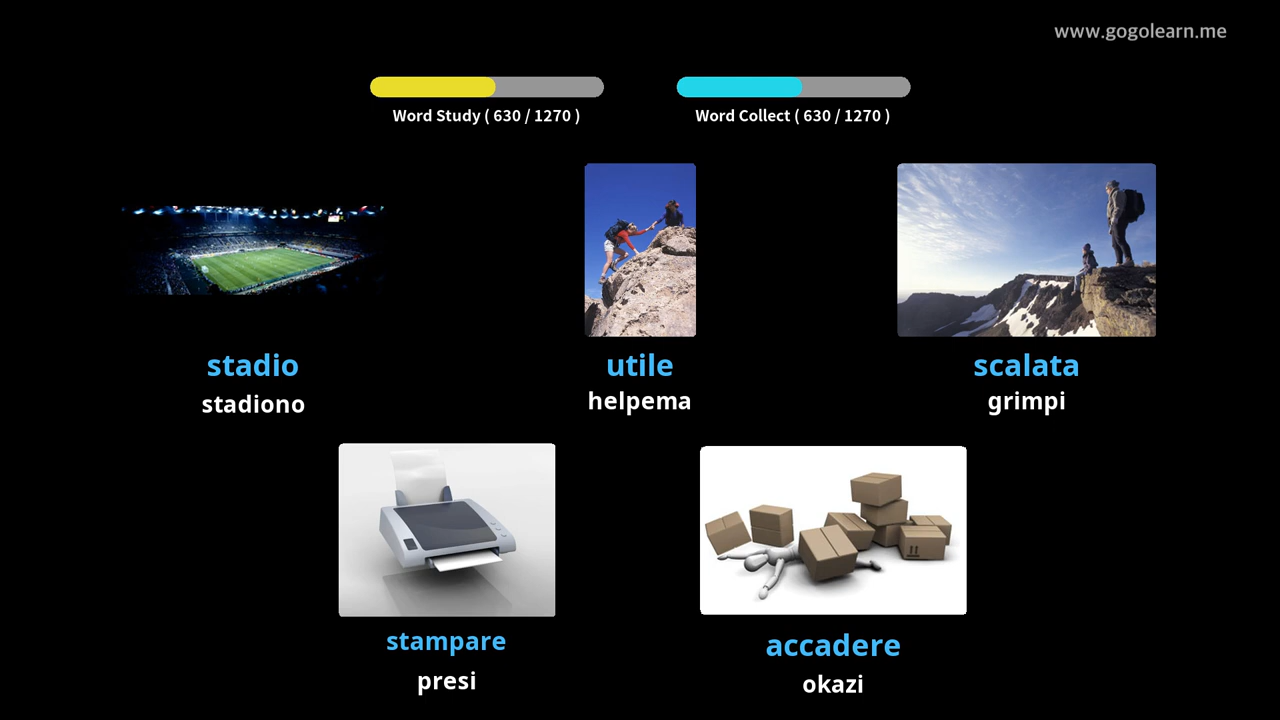 www.gogolearn.me
Word Study ( 630 / 1270 )
Word Collect ( 630 / 1270 )
stadio
stadiono
utile
helpema
scalata
grimpi
stampare
presi
accadere
okazi